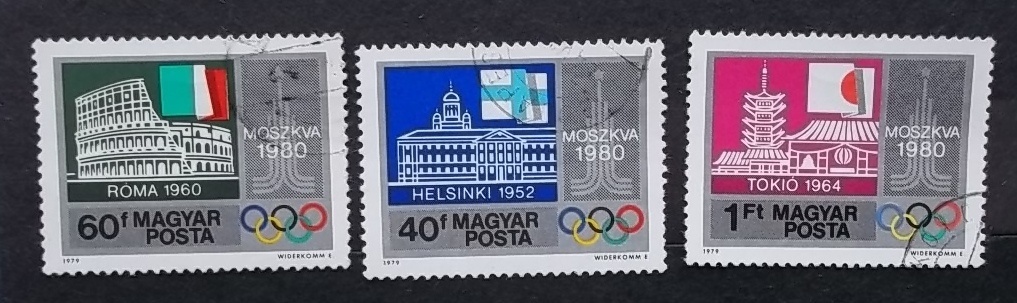 MOSZKVA
1980
ROMA 1960
60f MAGYAR
POSTA
1979 WIDERKOMM E.
MOSZKVA
1980
HELSINKI 1952
40f MAGYAR
POSTA
1979 WIDERKOMM E.
MOSZKVA
1980
TOKIÓ 1964
1Ft MAGYAR
POSTA
1979 WIDERKOMM E.